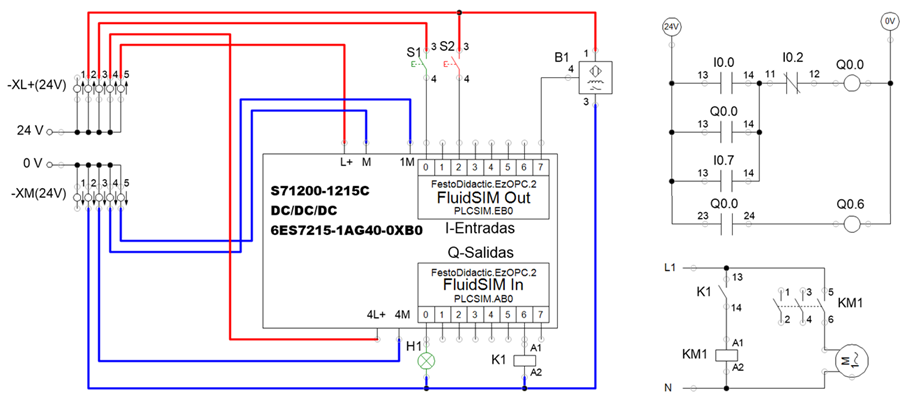 -XL+(24V)
1 2 3 4 5
24 V
0 V
-XM(24V)
1 2 3 4 5
S1
3
4
S2
3
4
B1
1
4
3
L+
M
1M
0 1 2 3 4 5 6 7
FestoDidactic.EzOPC.2
FluidSIM Out
PLCSIM.EB0
S71200-1215C
DC/DC/DC
6ES7215-1AG40-0XB0
I-Entradas
Q-Salidas
FestoDidactic.EzOPC.2
FluidSIM In
PLCSIM.AB0
0 1 2 3 4 5 6 7
4L+
4M
H1
K1
A1
A2
24V
0V
I0.0
13
14
I0.2
11
12
Q0.0
Q0.0
13
14
I0.7
13
14
Q0.0
23
24
Q0.6
L1
K1
13
14
1
2
3
4
5
6
KM1
KM1
A1
A2
M
1~
N